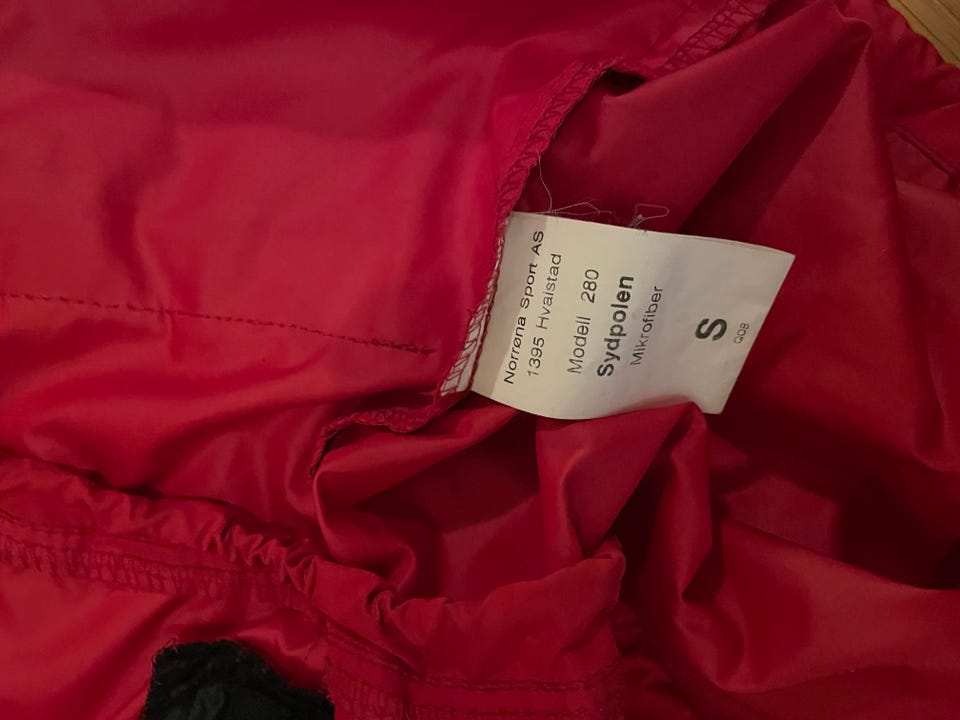 Norrøna Sport AS
1395 Hvalstad
Modell 280
Sydpolen
Mikrofiber
S
Q08